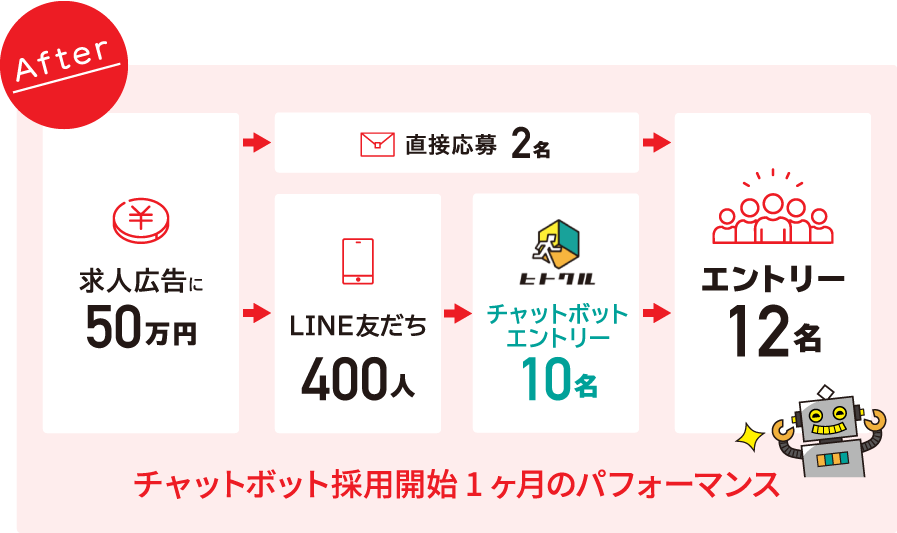 After
求人広告に
50万円
直接応募 2名
LINE友だち
400人
ヒトクル
チャットボット
エントリー
10名
エントリー
12名
チャットボット採用開始1ヶ月のパフォーマンス